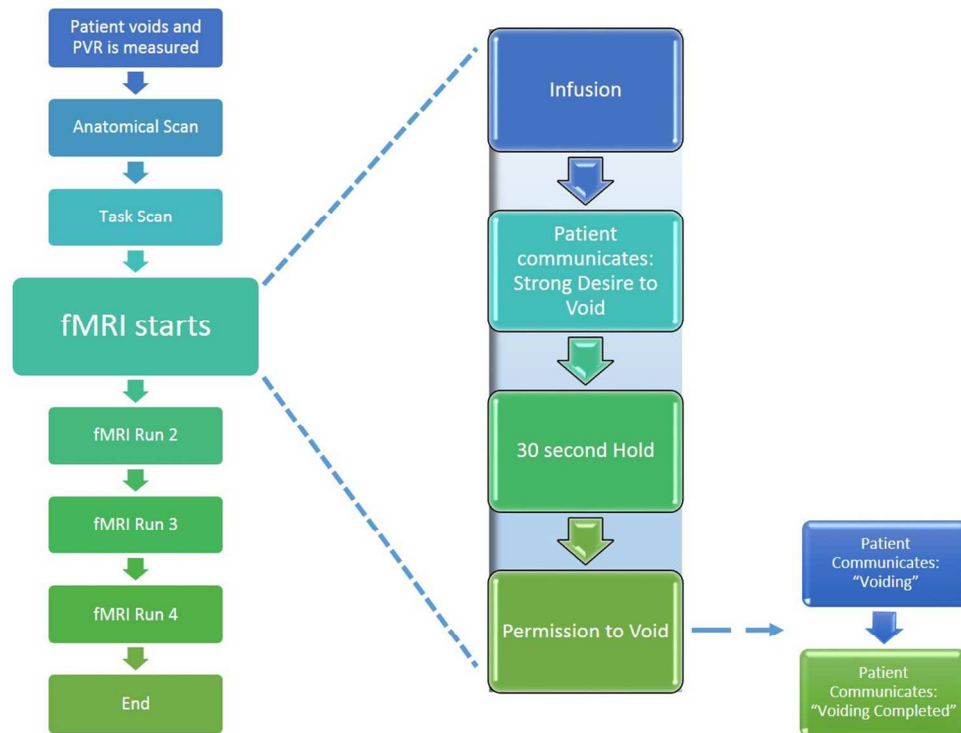 Patient voids and
PVR is measured
Anatomical Scan
Task Scan
fMRI starts
fMRI Run 2
fMRI Run 3
fMRI Run 4
End
Infusion
Patient
communicates:
Strong Desire to
Void
30 second Hold
Permission to Void
Patient
Communicates:
“Voiding”
Patient
Communicates:
“Voiding Completed”